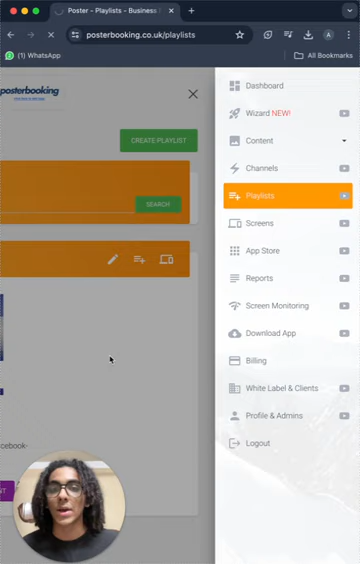 Poster - Playlists - Business
posterbooking.co.uk/playlists
A
(1) WhatsApp
All Bookmarks
posterbooking
CREATE PLAYLIST
SEARCH
cebook-
NT
Dashboard
Wizard NEW!
Content
Channels
Playlists
Screens
App Store
Reports
Screen Monitoring
Download App
Billing
White Label & Clients
Profile & Admins
Logout